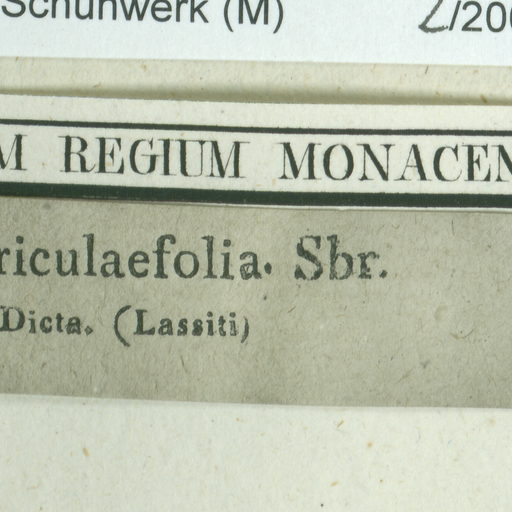 Schuhwerk (M) 2/200
M REGIUM MONACEN
riculaefolia. Sbr.
Dicta. (Lassiti)